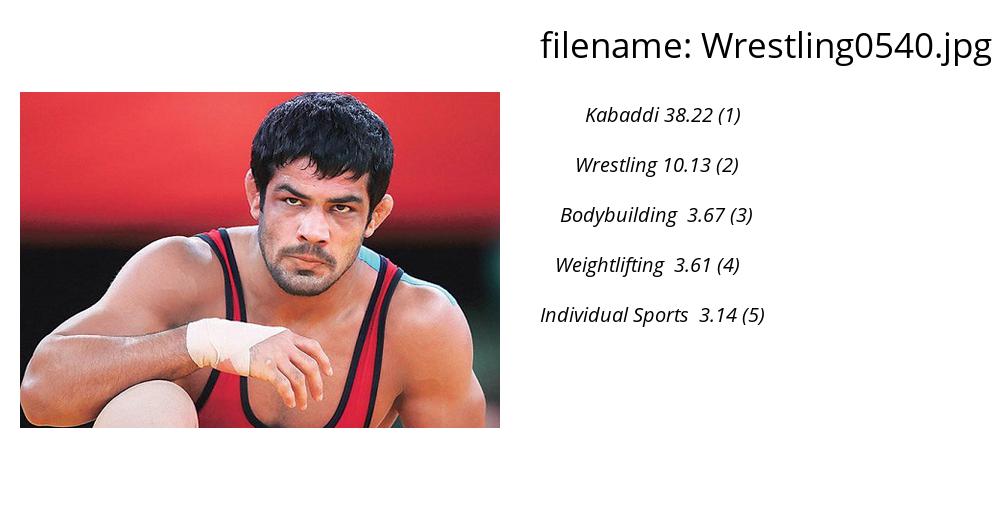 filename: Wrestling0540.jpg
Kabaddi 38.22 (1)
Wrestling 10.13 (2)
Bodybuilding 3.67 (3)
Weightlifting 3.61 (4)
Individual Sports 3.14 (5)